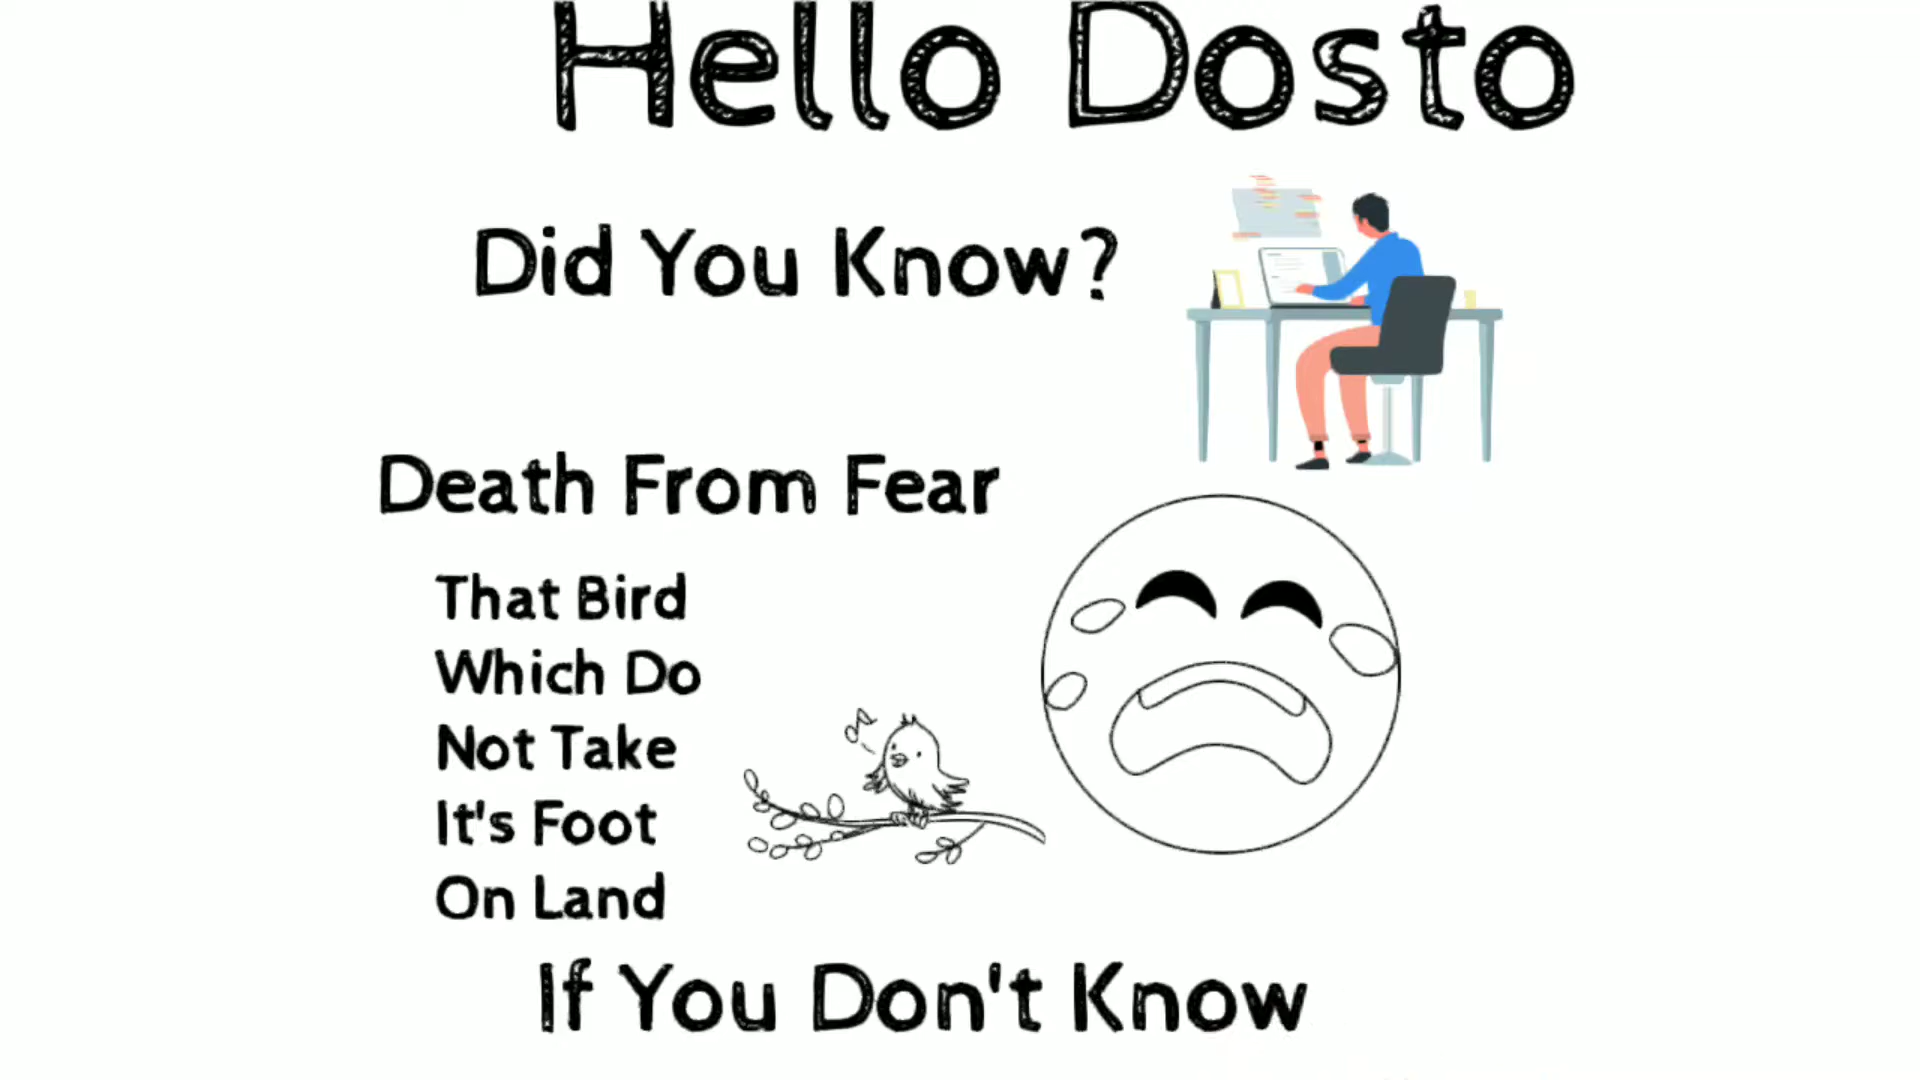 Hello Dosto
Did You Know?
Death From Fear
That Bird
Which Do
Not Take
It's Foot
On Land
If You Don't Know